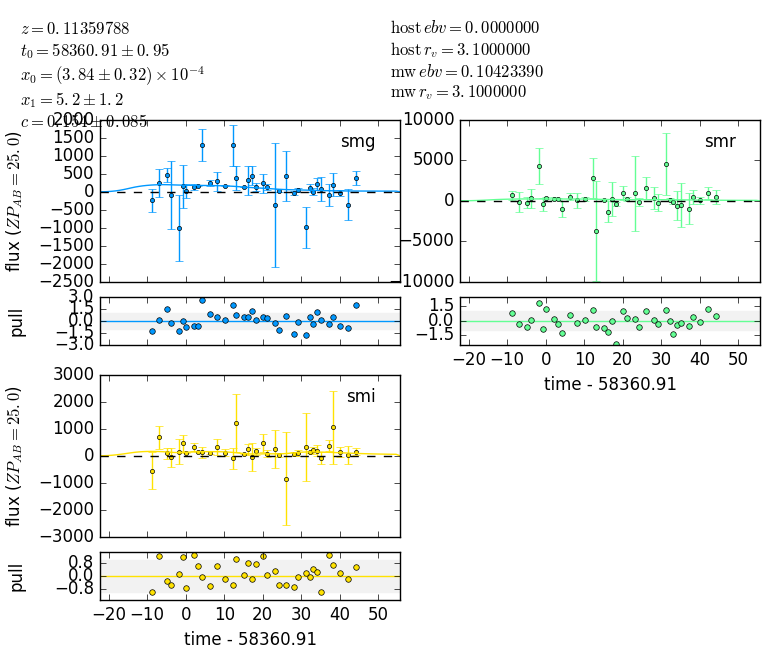 z = 0.11359788
t₀ = 58360.91 ± 0.95
x₀ = (3.84 ± 0.32) × 10⁻⁴
x₁ = 5.2 ± 1.2
c = 0.151 ± 0.085
host ebv = 0.0000000
host r_v = 3.1000000
mw ebv = 0.10423390
mw r_v = 3.1000000
smg
2000
1500
1000
500
0
−500
−1000
−1500
−2000
−2500
flux (ZP_AB = 25.0)
3.0
1.5
0.0
−1.5
−3.0
pull
smr
10000
5000
0
−5000
−10000
1.5
0.0
−1.5
−20 −10 0 10 20 30 40 50
time - 58360.91
smi
3000
2000
1000
0
−1000
−2000
−3000
flux (ZP_AB = 25.0)
0.8
0.0
−0.8
pull
−20 −10 0 10 20 30 40 50
time - 58360.91